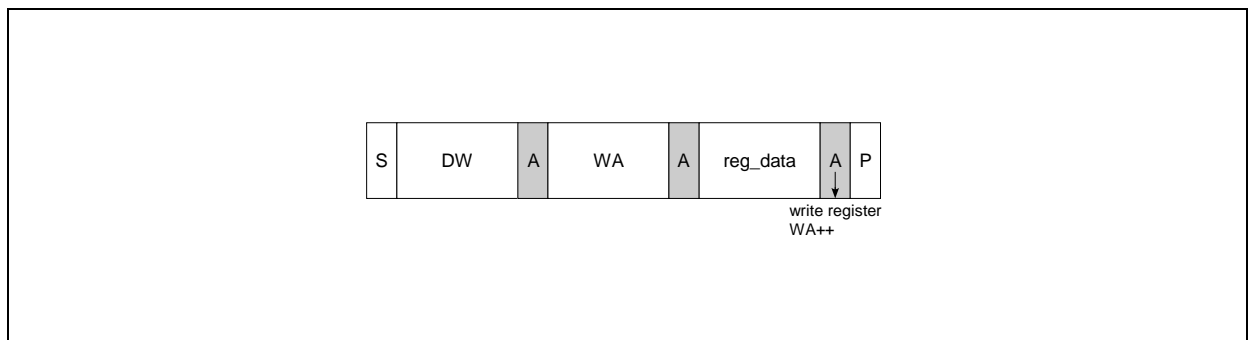 S DW A WA A reg_data A P
write register
WA++